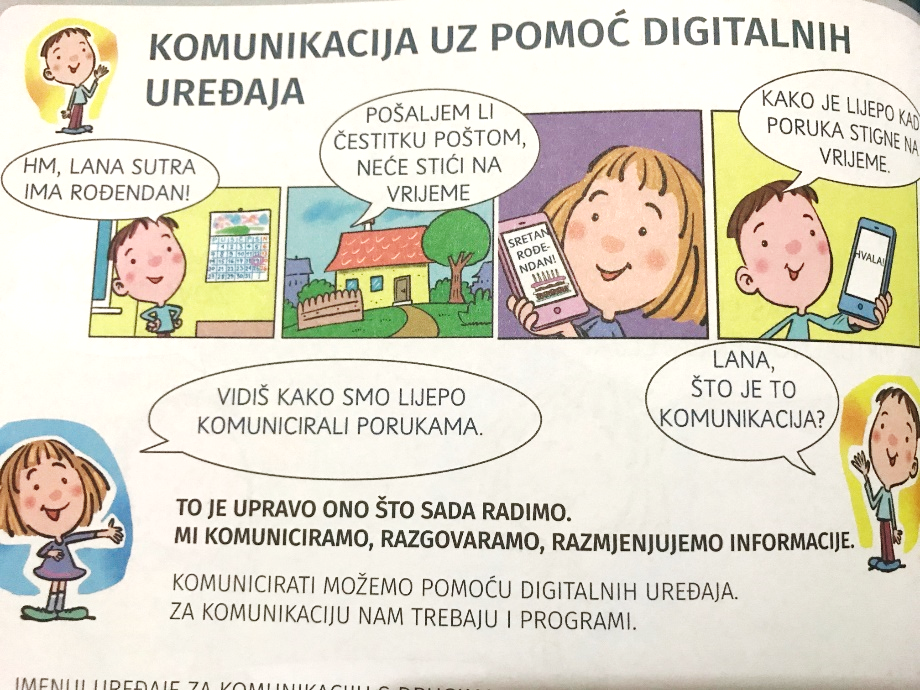 KOMUNIKACIJA UZ POMOĆ DIGITALNIH
UREĐAJA
HM, LANA SUTRA
IMA ROĐENDAN!
POŠALJEM LI
ČESTITKU POŠTOM,
NEĆE STIĆI NA
VRIJEME
SRETAN
ROĐE-
NDAN!
KAKO JE LIJEPO KAD
PORUKA STIGNE NA
VRIJEME.
HVALA!
VIDIŠ KAKO SMO LIJEPO
KOMUNICIRALI PORUKAMA.
LANA,
ŠTO JE TO
KOMUNIKACIJA?
TO JE UPRAVO ONO ŠTO SADA RADIMO.
MI KOMUNICIRAMO, RAZGOVARAMO, RAZMJENJUJEMO INFORMACIJE.
KOMUNICIRATI MOŽEMO POMOĆU DIGITALNIH UREĐAJA.
ZA KOMUNIKACIJU NAM TREBAJU I PROGRAMI.
IMENUJ UREĐAJE ZA KOMUNIKACIJU S